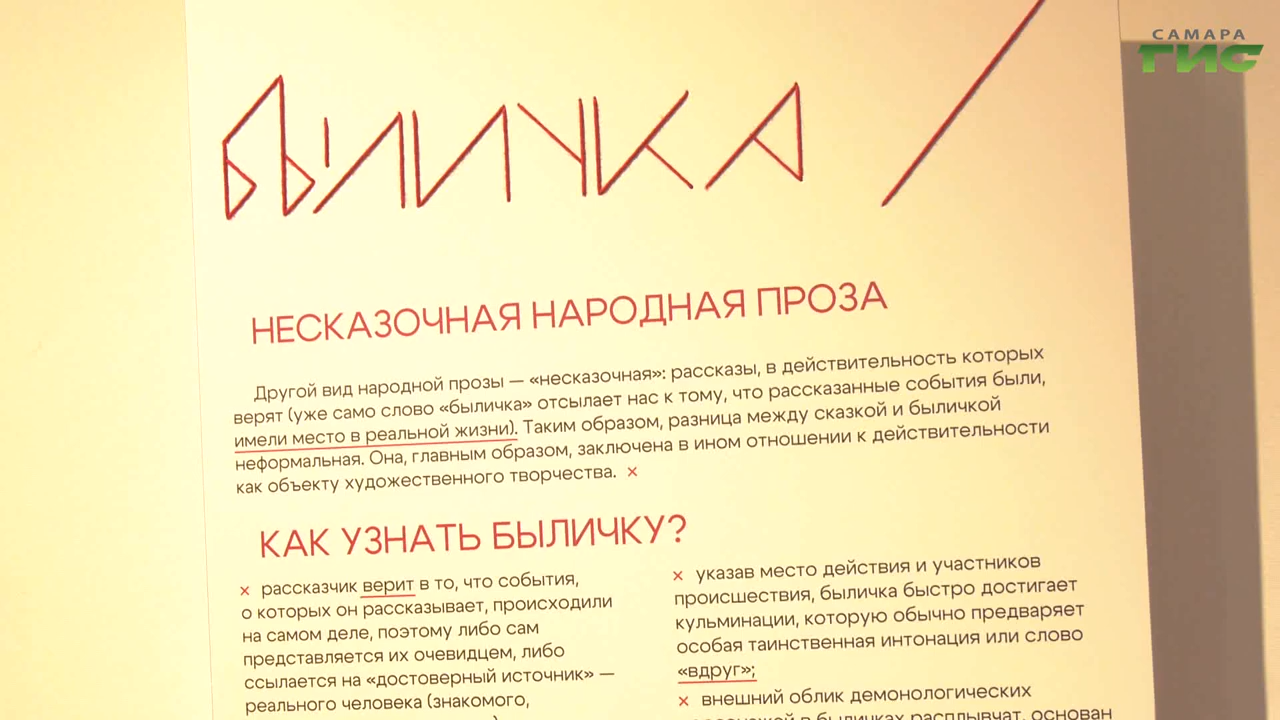 САМАРА
ГИС
БЫЛИЧКА /
НЕСКАЗОЧНАЯ НАРОДНАЯ ПРОЗА
Другой вид народной прозы — «несказочная»: рассказы, в действительность которых
верят (уже само слово «быличка» отсылает нас к тому, что рассказанные события были,
имели место в реальной жизни). Таким образом, разница между сказкой и быличкой
неформальная. Она, главным образом, заключена в ином отношении к действительности
как объекту художественного творчества. ×
КАК УЗНАТЬ БЫЛИЧКУ?
× рассказчик верит в то, что события,
о которых он рассказывает, происходили
на самом деле, поэтому либо сам
представляется их очевидцем, либо
ссылается на «достоверный источник» —
реального человека (знакомого,
× указав место действия и участников
происшествия, быличка быстро достигает
кульминации, которую обычно предваряет
особая таинственная интонация или слово
«вдруг»;
× внешний облик демонологических
в быличках расплывчат, основан